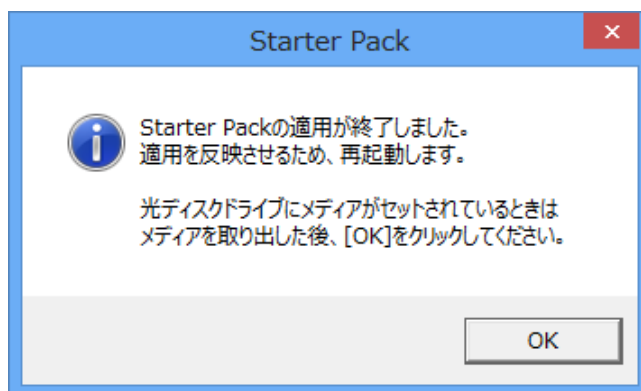 Starter Pack
Starter Packの適用が終了しました。
適用を反映させるため、再起動します。
光ディスクドライブにメディアがセットされているときは
メディアを取り出した後、[OK]をクリックしてください。
OK